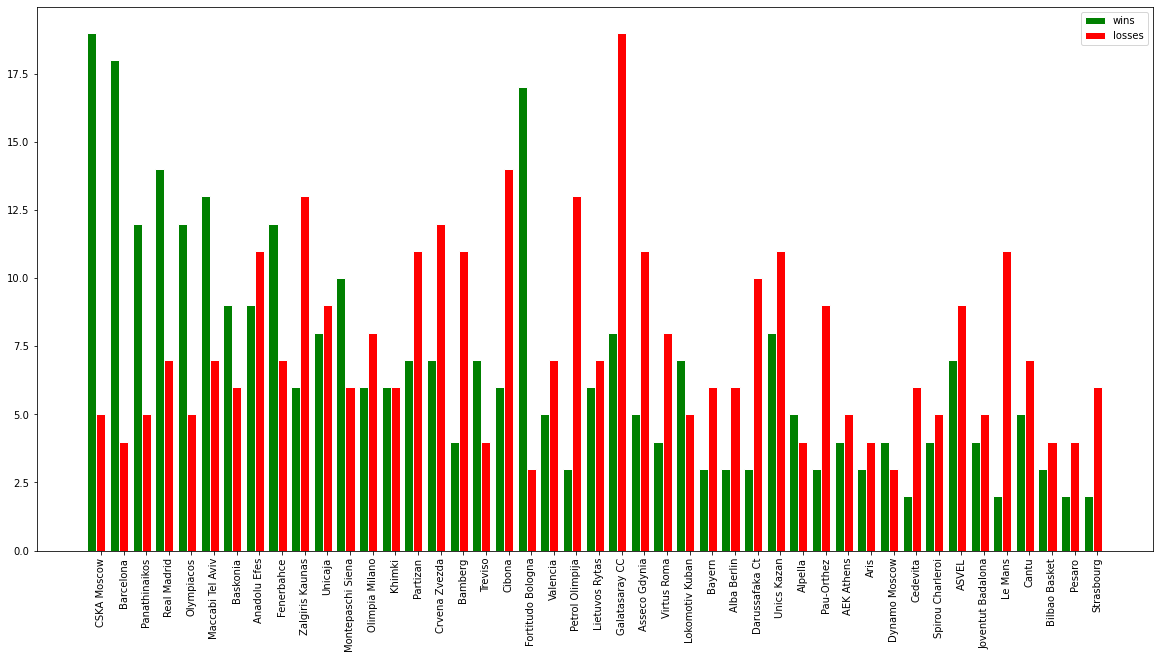 wins
losses
17.5
15.0
12.5
10.0
7.5
5.0
2.5
0.0
CSKA Moscow
Barcelona
Panathinaikos
Real Madrid
Olympiacos
Maccabi Tel Aviv
Baskonia
Anadolu Efes
Fenerbahce
Zalgiris Kaunas
Unicaja
Montepaschi Siena
Olimpia Milano
Khimki
Partizan
Crvena Zvezda
Bamberg
Treviso
Cibona
Fortitudo Bologna
Valencia
Petrol Olimpija
Lietuvos Rytas
Galatasaray CC
Asseco Gdynia
Virtus Roma
Lokomotiv Kuban
Bayern
Alba Berlin
Darussafaka Ct
Unics Kazan
Alpella
Pau-Orthez
AEK Athens
Aris
Dynamo Moscow
Cedevita
Spirou Charleroi
ASVEL
Joventut Badalona
Le Mans
Cantu
Bilbao Basket
Pesaro
Strasbourg